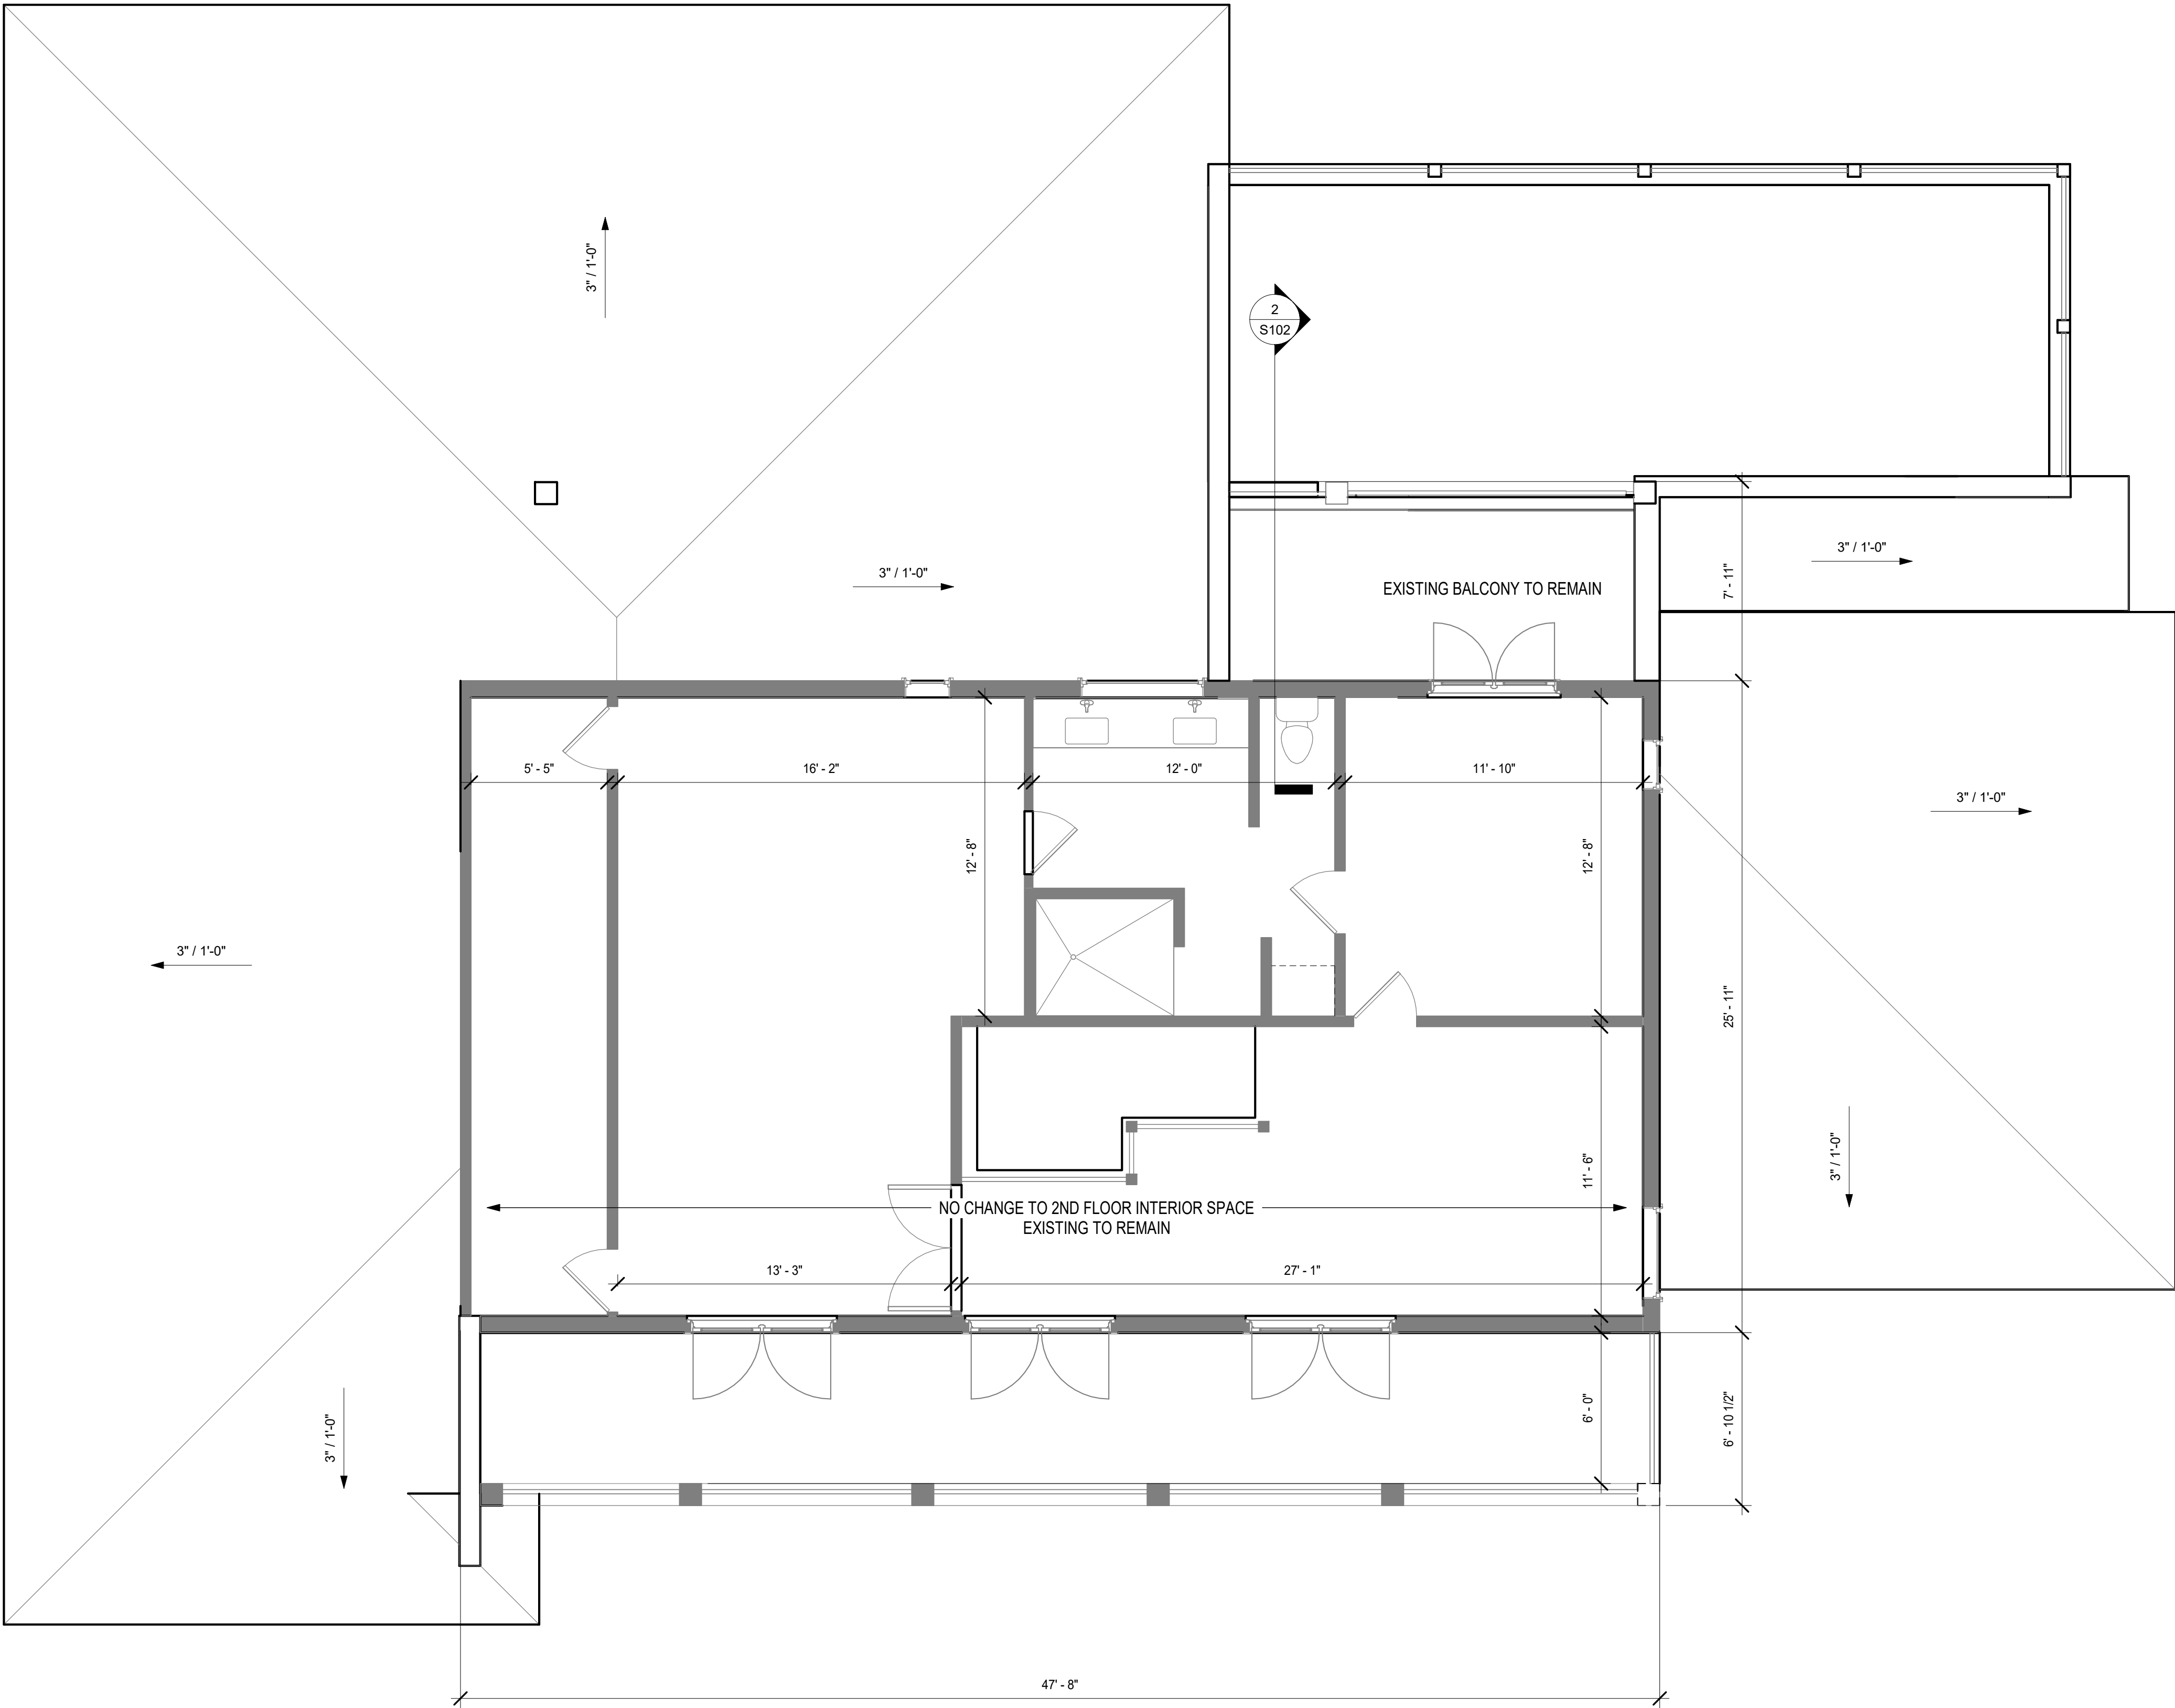 3" / 1'-0"
2
S102
3" / 1'-0"
3" / 1'-0"
EXISTING BALCONY TO REMAIN
7' - 11"
5' - 5"
16' - 2"
12' - 0"
11' - 10"
3" / 1'-0"
12' - 8"
12' - 8"
3" / 1'-0"
25' - 11"
3" / 1'-0"
11' - 6"
NO CHANGE TO 2ND FLOOR INTERIOR SPACE
EXISTING TO REMAIN
13' - 3"
27' - 1"
3" / 1'-0"
6' - 0"
6' - 10 1/2"
47' - 8"